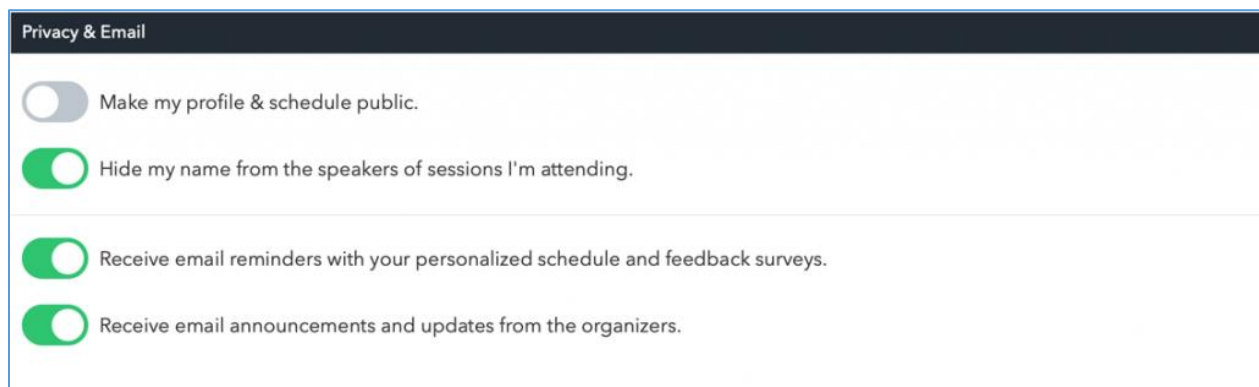 Privacy & Email
Make my profile & schedule public.
Hide my name from the speakers of sessions I'm attending.
Receive email reminders with your personalized schedule and feedback surveys.
Receive email announcements and updates from the organizers.